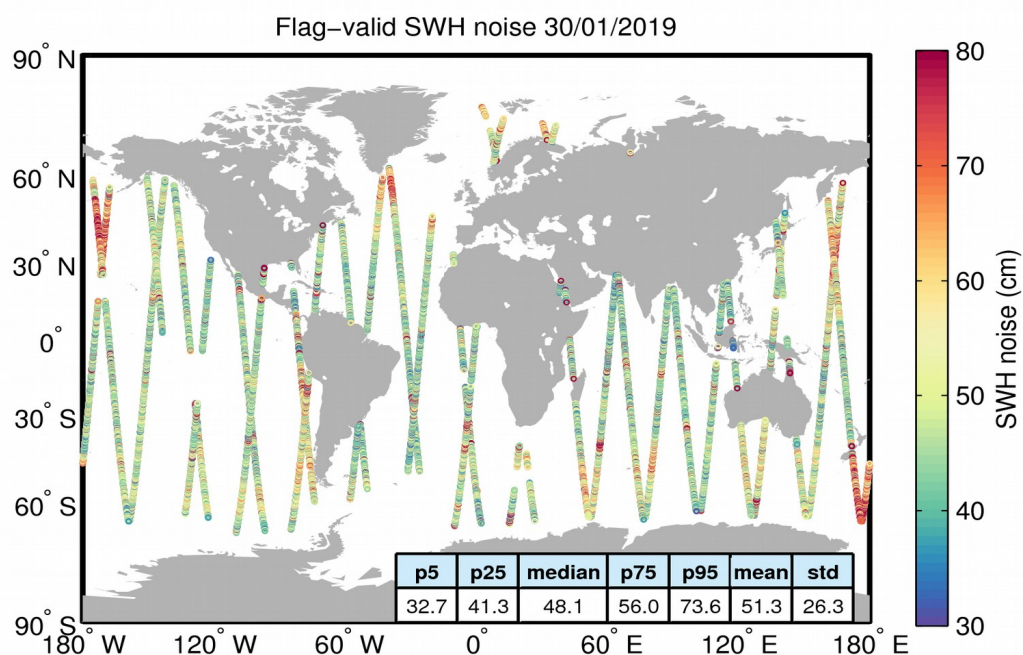 Flag−valid SWH noise 30/01/2019
90° N
60° N
30° N
0°
30° S
60° S
90° S
180° W
120° W
60° W
0°
60° E
120° E
180° E
p5 p25 median p75 p95 mean std
32.7 41.3 48.1 56.0 73.6 51.3 26.3
80
70
60
50
40
30
SWH noise (cm)